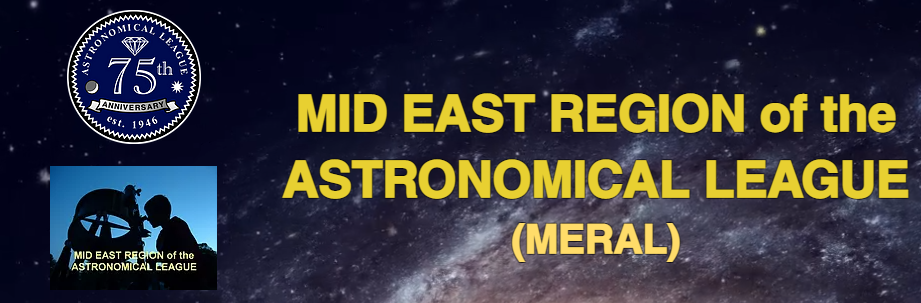 ASTRONOMICAL LEAGUE
75th
ANNIVERSARY
est. 1946
MID EAST REGION of the
ASTRONOMICAL LEAGUE
(MERAL)
MID EAST REGION of the
ASTRONOMICAL LEAGUE